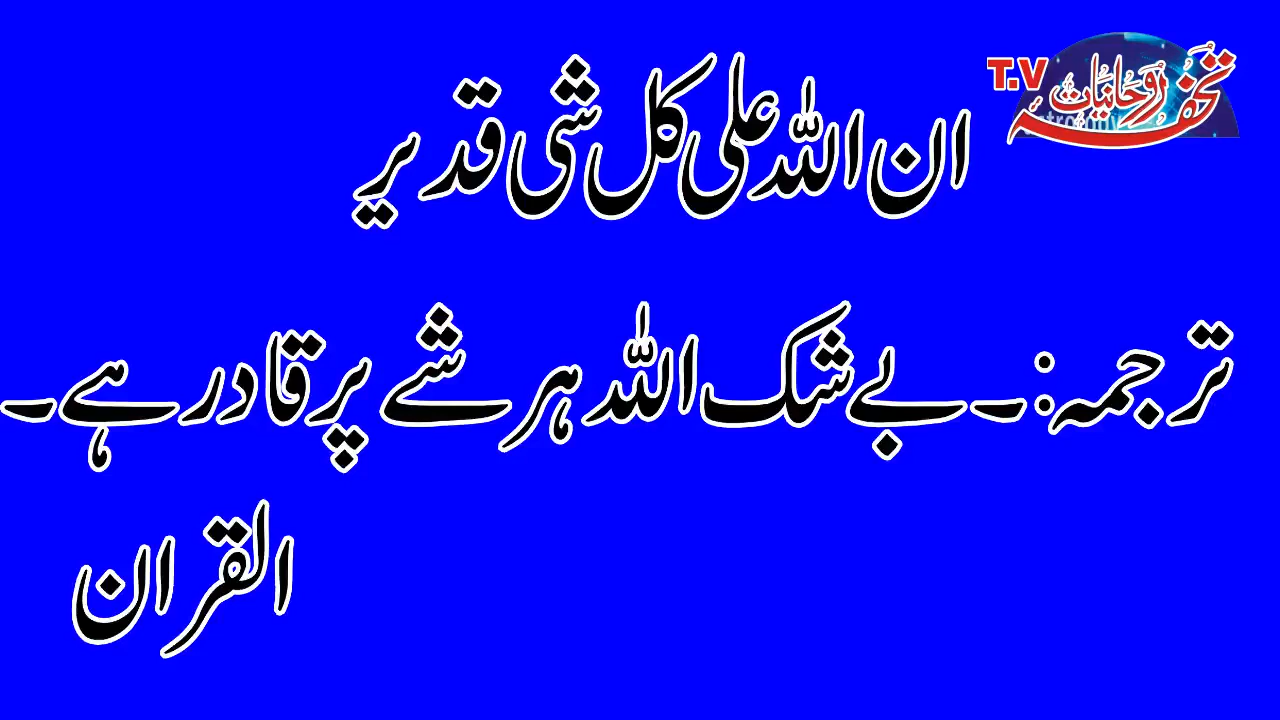 تحفہ روحانیات T.V
ان اللہ علی کل شی قدیر
ترجمہ:۔بے شک اللہ ہر شے پر قادر ہے۔
القران